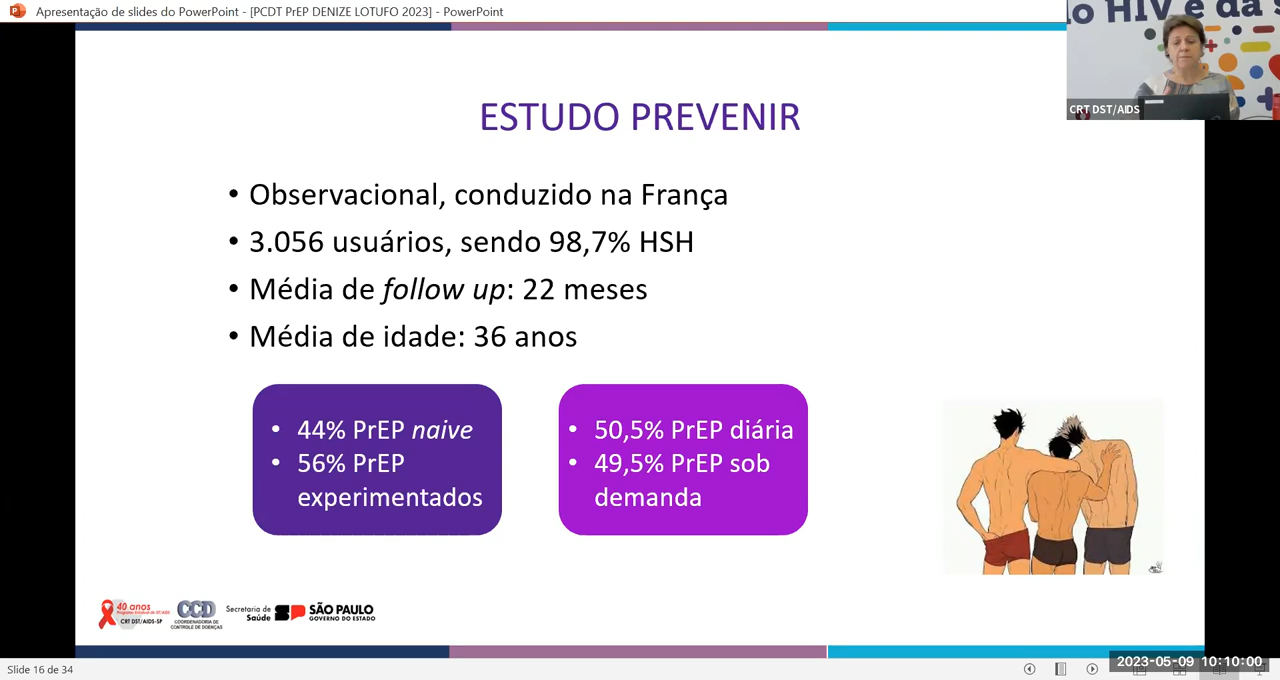 Apresentação de slides do PowerPoint - [PCDT PrEP DENIZE LOTUFO 2023] - PowerPoint
do HIV e da s
CRT DST/AIDS
ESTUDO PREVENIR
• Observacional, conduzido na França
• 3.056 usuários, sendo 98,7% HSH
• Média de follow up: 22 meses
• Média de idade: 36 anos
• 44% PrEP naive
• 56% PrEP
experimentados
• 50,5% PrEP diária
• 49,5% PrEP sob
demanda
40 anos
CRT DST/AIDS-SP
CCD
COORDENADORIA DE
CONTROLE DE DOENÇAS
Secretaria de
Saúde
SÃO PAULO
GOVERNO DO ESTADO
Slide 16 de 34
2023-05-09 10:10:00